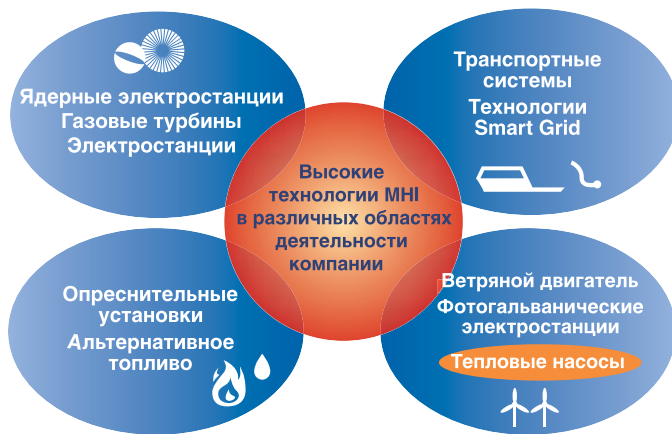 Ядерные электростанции
Газовые турбины
Электростанции
Транспортные
системы
Технологии
Smart Grid
Высокие
технологии MHI
в различных областях
деятельности
компании
Опреснительные
установки
Альтернативное
топливо
Ветряной двигатель
Фотогальванические
электростанции
Тепловые насосы